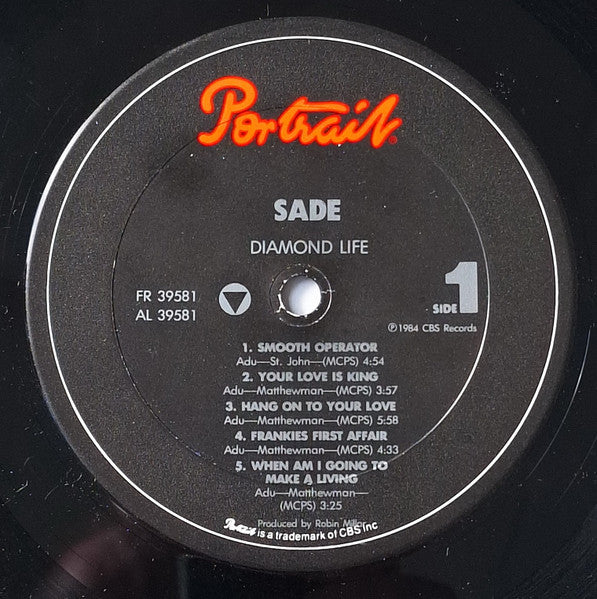 Portrait®
SADE
DIAMOND LIFE
FR 39581
AL 39581
SIDE 1
℗1984 CBS Records
1. SMOOTH OPERATOR
Adu—St. John—(MCPS) 4:54
2. YOUR LOVE IS KING
Adu—Matthewman—(MCPS) 3:57
3. HANG ON TO YOUR LOVE
Adu—Matthewman—(MCPS) 5:58
4. FRANKIES FIRST AFFAIR
Adu—Matthewman—(MCPS) 4:33
5. WHEN AM I GOING TO
MAKE A LIVING
Adu—Matthewman—
(MCPS) 3:25
Produced by Robin Millar
Portrait is a trademark of CBS Inc